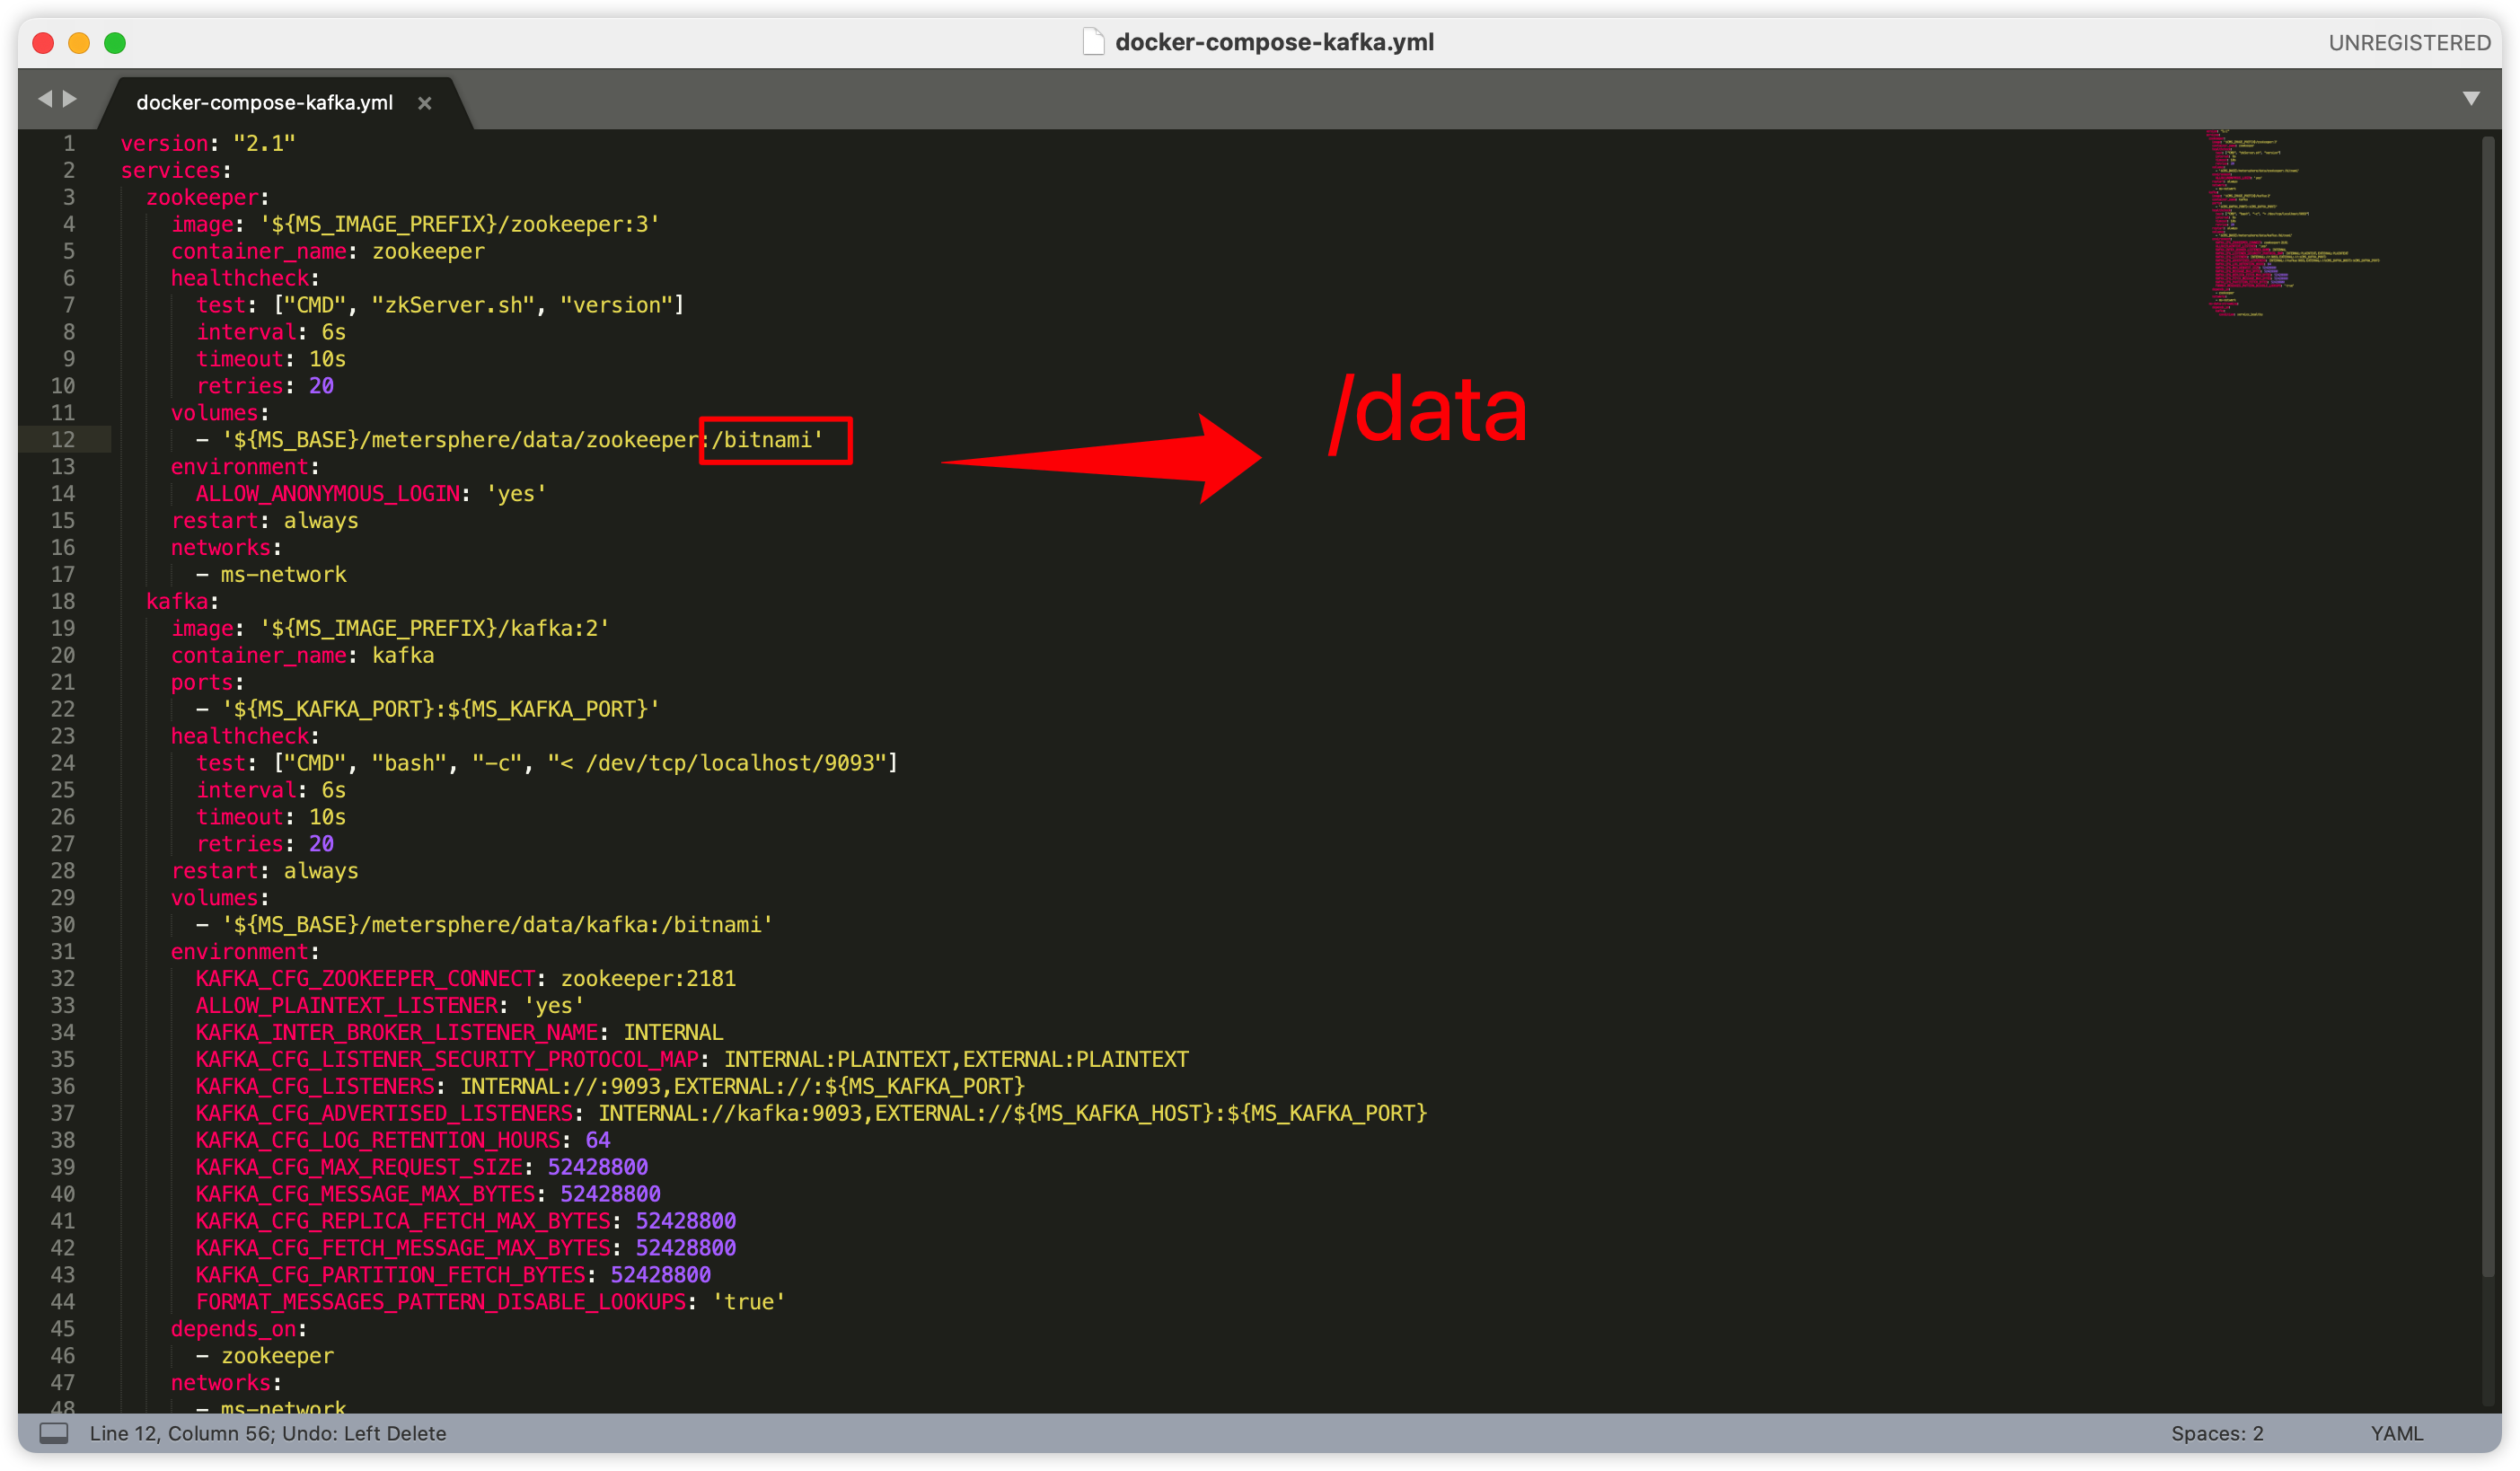 docker-compose-kafka.yml
UNREGISTERED
docker-compose-kafka.yml ×
1 version: "2.1"
2 services:
3   zookeeper:
4     image: '${MS_IMAGE_PREFIX}/zookeeper:3'
5     container_name: zookeeper
6     healthcheck:
7       test: ["CMD", "zkServer.sh", "version"]
8       interval: 6s
9       timeout: 10s
10       retries: 20
11     volumes:
12       - '${MS_BASE}/metersphere/data/zookeeper:/bitnami'
/data
13     environment:
14       ALLOW_ANONYMOUS_LOGIN: 'yes'
15     restart: always
16     networks:
17       - ms-network
18   kafka:
19     image: '${MS_IMAGE_PREFIX}/kafka:2'
20     container_name: kafka
21     ports:
22       - '${MS_KAFKA_PORT}:${MS_KAFKA_PORT}'
23     healthcheck:
24       test: ["CMD", "bash", "-c", "< /dev/tcp/localhost/9093"]
25       interval: 6s
26       timeout: 10s
27       retries: 20
28     restart: always
29     volumes:
30       - '${MS_BASE}/metersphere/data/kafka:/bitnami'
31     environment:
32       KAFKA_CFG_ZOOKEEPER_CONNECT: zookeeper:2181
33       ALLOW_PLAINTEXT_LISTENER: 'yes'
34       KAFKA_INTER_BROKER_LISTENER_NAME: INTERNAL
35       KAFKA_CFG_LISTENER_SECURITY_PROTOCOL_MAP: INTERNAL:PLAINTEXT,EXTERNAL:PLAINTEXT
36       KAFKA_CFG_LISTENERS: INTERNAL://:9093,EXTERNAL://:${MS_KAFKA_PORT}
37       KAFKA_CFG_ADVERTISED_LISTENERS: INTERNAL://kafka:9093,EXTERNAL://${MS_KAFKA_HOST}:${MS_KAFKA_PORT}
38       KAFKA_CFG_LOG_RETENTION_HOURS: 64
39       KAFKA_CFG_MAX_REQUEST_SIZE: 52428800
40       KAFKA_CFG_MESSAGE_MAX_BYTES: 52428800
41       KAFKA_CFG_REPLICA_FETCH_MAX_BYTES: 52428800
42       KAFKA_CFG_FETCH_MESSAGE_MAX_BYTES: 52428800
43       KAFKA_CFG_PARTITION_FETCH_BYTES: 52428800
44       FORMAT_MESSAGES_PATTERN_DISABLE_LOOKUPS: 'true'
45     depends_on:
46       - zookeeper
47     networks:
48       - ms-network
Line 12, Column 56; Undo: Left Delete
Spaces: 2
YAML